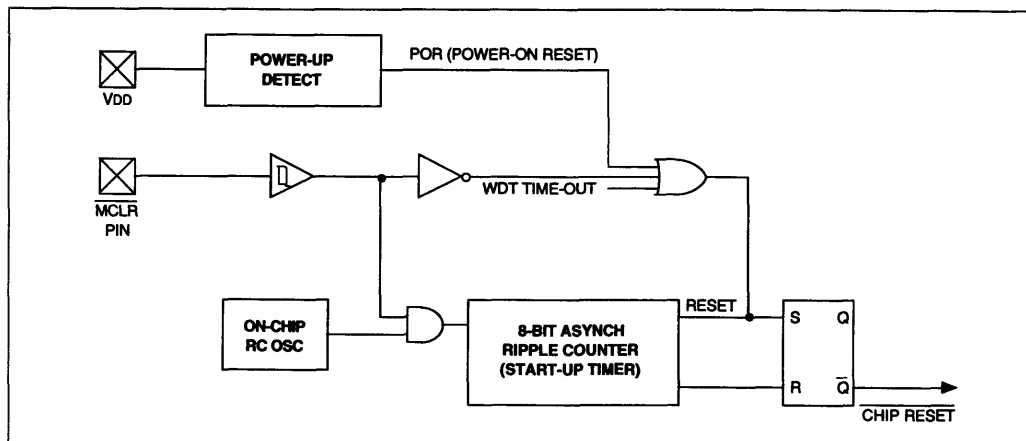 POWER-UP
DETECT
POR (POWER-ON RESET)
VDD
MCLR
PIN
WDT TIME-OUT
ON-CHIP
RC OSC
8-BIT ASYNCH
RIPPLE COUNTER
(START-UP TIMER)
RESET
S Q
R Q̅
CHIP RESET